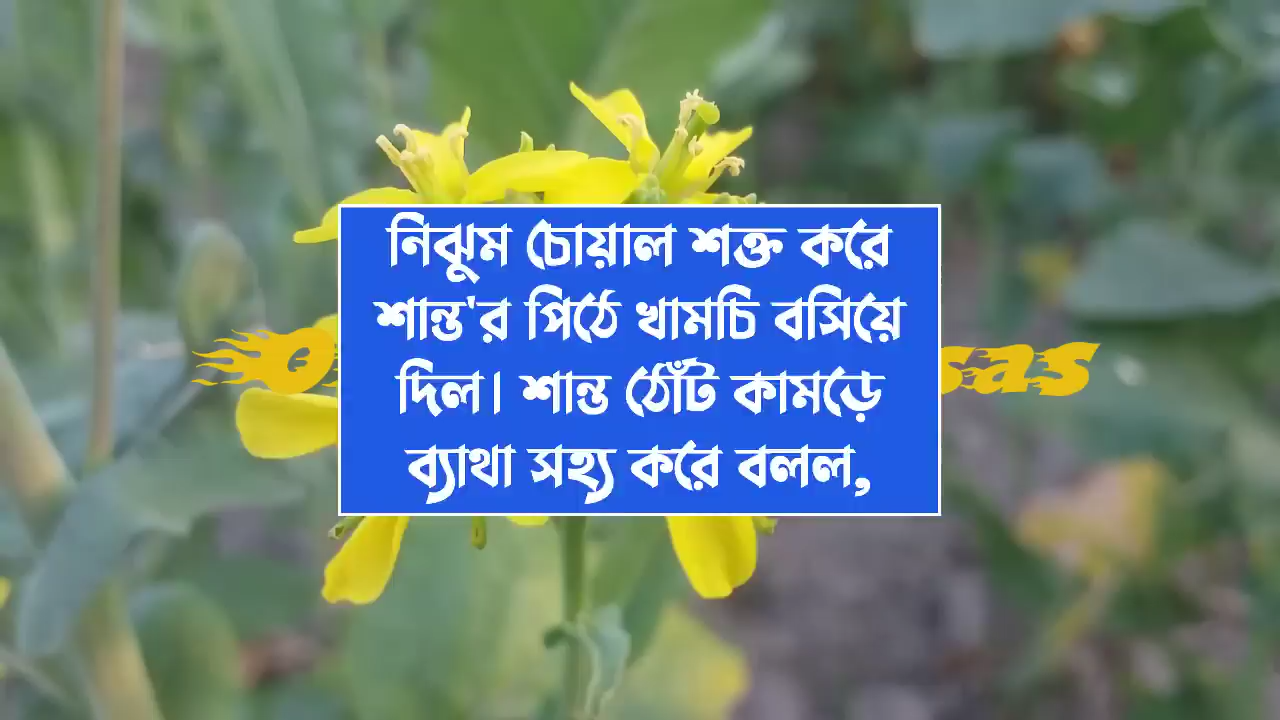 নিঝুম চোয়াল শক্ত করে
শান্ত'র পিঠে খামচি বসিয়ে
দিল। শান্ত ঠোঁট কামড়ে
ব্যাথা সহ্য করে বলল,